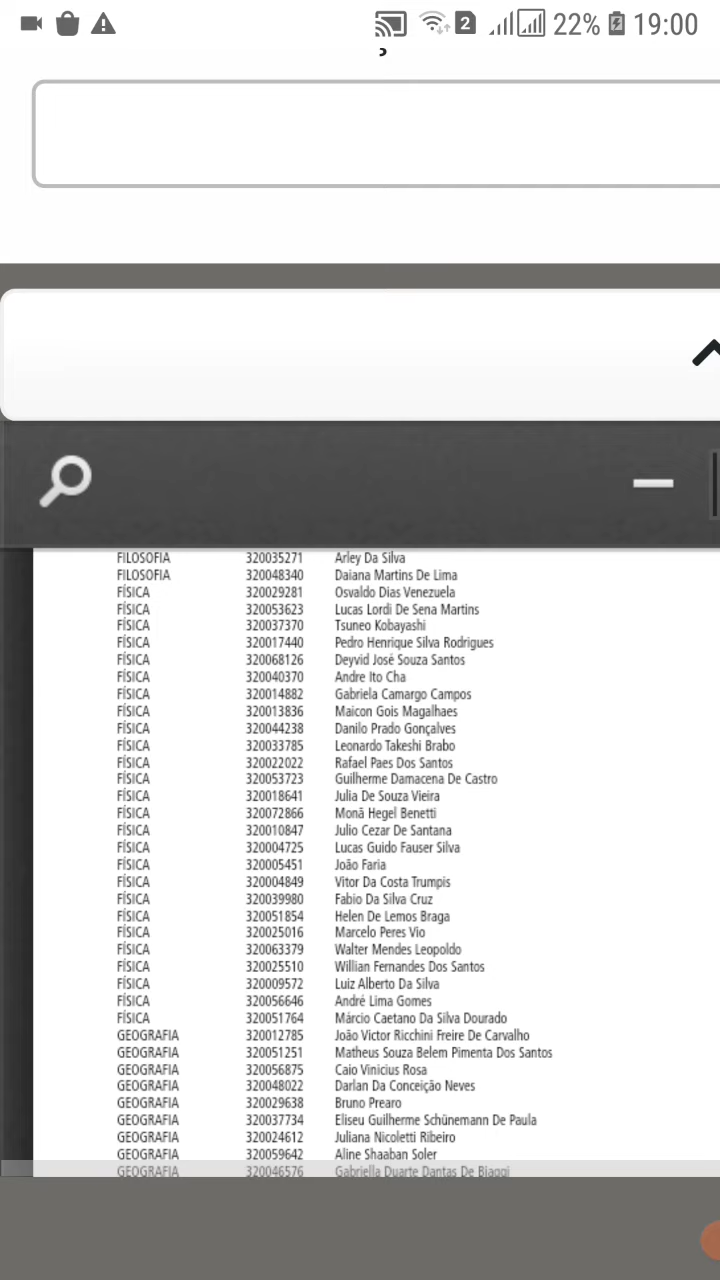 2 22% 19:00
FILOSOFIA 320035271 Arley Da Silva
FILOSOFIA 320048340 Daiana Martins De Lima
FÍSICA 320029281 Osvaldo Dias Venezuela
FÍSICA 320053623 Lucas Lordi De Sena Martins
FÍSICA 320037370 Tsuneo Kobayashi
FÍSICA 320017440 Pedro Henrique Silva Rodrigues
FÍSICA 320068126 Deyvid José Souza Santos
FÍSICA 320040370 Andre Ito Cha
FÍSICA 320014882 Gabriela Camargo Campos
FÍSICA 320013836 Maicon Gois Magalhaes
FÍSICA 320044238 Danilo Prado Gonçalves
FÍSICA 320033785 Leonardo Takeshi Brabo
FÍSICA 320022022 Rafael Paes Dos Santos
FÍSICA 320053723 Guilherme Damacena De Castro
FÍSICA 320018641 Julia De Souza Vieira
FÍSICA 320072866 Monã Hegel Benetti
FÍSICA 320010847 Julio Cezar De Santana
FÍSICA 320004725 Lucas Guido Fauser Silva
FÍSICA 320005451 João Faria
FÍSICA 320004849 Vitor Da Costa Trumpis
FÍSICA 320039980 Fabio Da Silva Cruz
FÍSICA 320051854 Helen De Lemos Braga
FÍSICA 320025016 Marcelo Peres Vio
FÍSICA 320063379 Walter Mendes Leopoldo
FÍSICA 320025510 Willian Fernandes Dos Santos
FÍSICA 320009572 Luiz Alberto Da Silva
FÍSICA 320056646 André Lima Gomes
FÍSICA 320051764 Márcio Caetano Da Silva Dourado
GEOGRAFIA 320012785 João Victor Ricchini Freire De Carvalho
GEOGRAFIA 320051251 Matheus Souza Belem Pimenta Dos Santos
GEOGRAFIA 320056875 Caio Vinicius Rosa
GEOGRAFIA 320048022 Darlan Da Conceição Neves
GEOGRAFIA 320029638 Bruno Prearo
GEOGRAFIA 320037734 Eliseu Guilherme Schünemann De Paula
GEOGRAFIA 320024612 Juliana Nicoletti Ribeiro
GEOGRAFIA 320059642 Aline Shaaban Soler
GEOGRAFIA 320046576 Gabriella Duarte Dantas De Biaggi